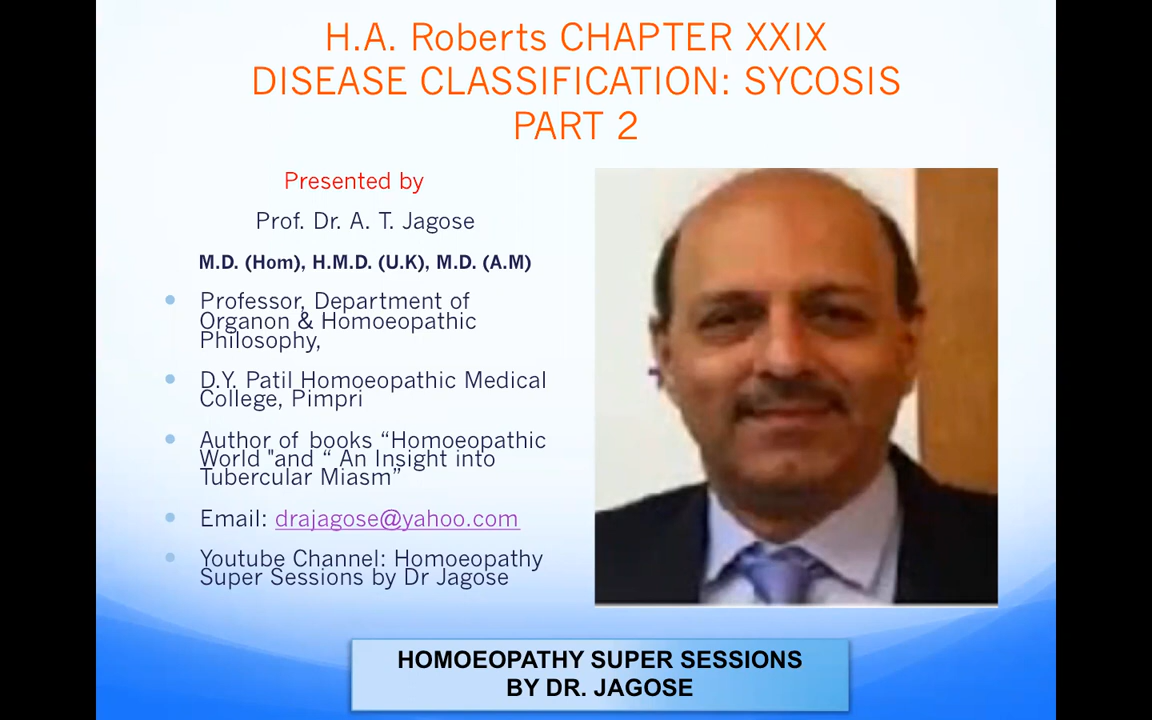 H.A. Roberts CHAPTER XXIX
DISEASE CLASSIFICATION: SYCOSIS
PART 2
Presented by
Prof. Dr. A. T. Jagose
M.D. (Hom), H.M.D. (U.K), M.D. (A.M)
• Professor, Department of
Organon & Homoeopathic
Philosophy,
• D.Y. Patil Homoeopathic Medical
College, Pimpri
• Author of books “Homoeopathic
World "and “ An Insight into
Tubercular Miasm”
• Email: drajagose@yahoo.com
• Youtube Channel: Homoeopathy
Super Sessions by Dr Jagose
HOMOEOPATHY SUPER SESSIONS
BY DR. JAGOSE